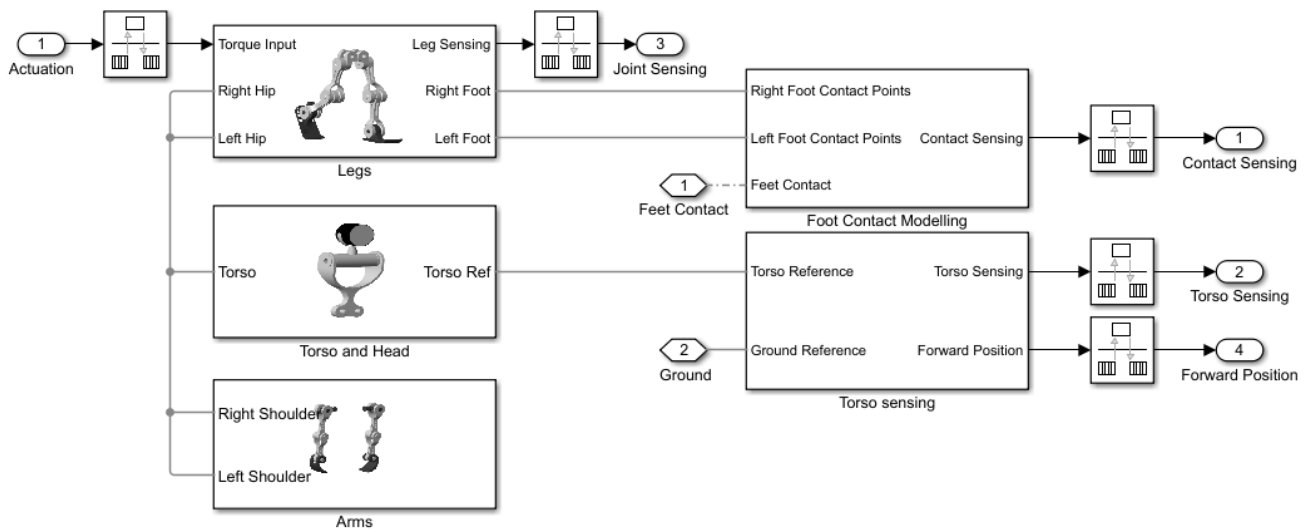 1
Actuation
Torque Input
Leg Sensing
Right Hip
Right Foot
Left Hip
Left Foot
Legs
3
Joint Sensing
Right Foot Contact Points
Left Foot Contact Points
Contact Sensing
Feet Contact
1
Feet Contact
Foot Contact Modelling
1
Contact Sensing
Torso
Torso Ref
Torso and Head
Torso Reference
Torso Sensing
Ground Reference
Forward Position
2
Ground
Torso sensing
2
Torso Sensing
4
Forward Position
Right Shoulder
Left Shoulder
Arms